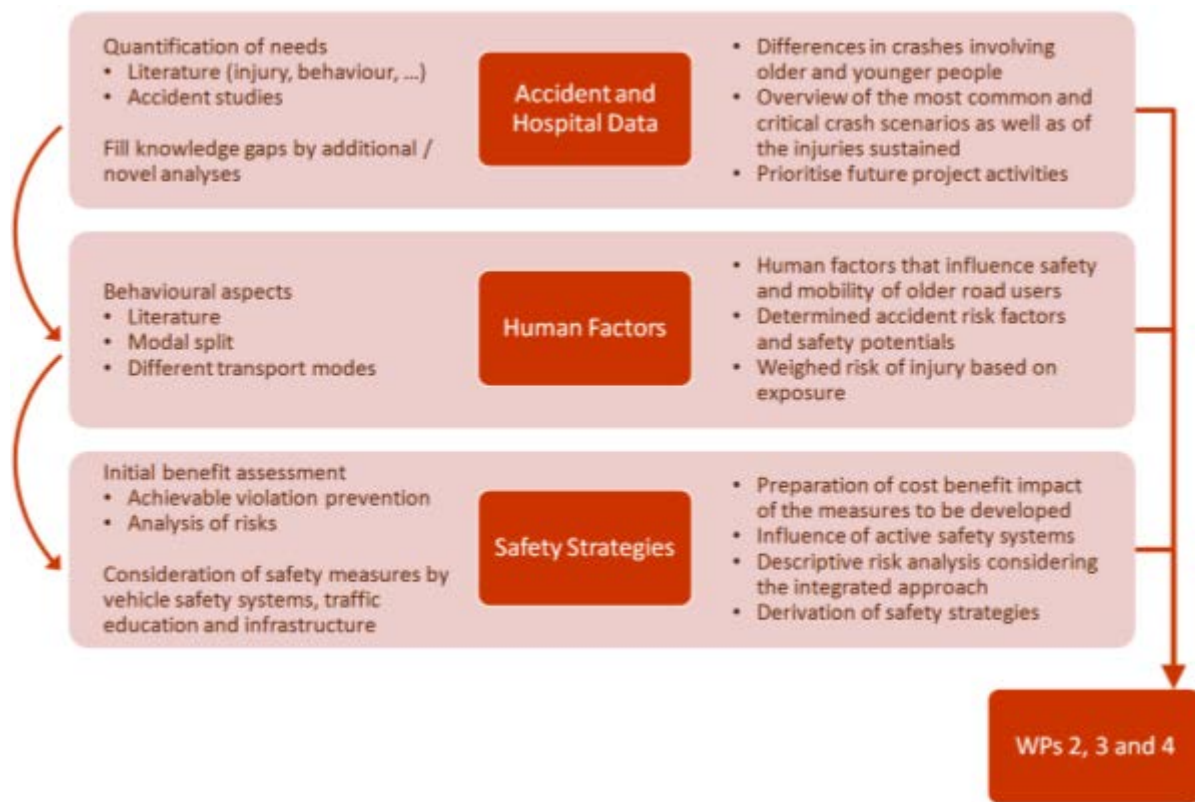 Quantification of needs
• Literature (injury, behaviour, ...)
• Accident studies
Fill knowledge gaps by additional /
novel analyses
Accident and
Hospital Data
• Differences in crashes involving
older and younger people
• Overview of the most common and
critical crash scenarios as well as of
the injuries sustained
• Prioritise future project activities
Behavioural aspects
• Literature
• Modal split
• Different transport modes
Human Factors
• Human factors that influence safety
and mobility of older road users
• Determined accident risk factors
and safety potentials
• Weighed risk of injury based on
exposure
Initial benefit assessment
• Achievable violation prevention
• Analysis of risks
Consideration of safety measures by
vehicle safety systems, traffic
education and infrastructure
Safety Strategies
• Preparation of cost benefit impact
of the measures to be developed
• Influence of active safety systems
• Descriptive risk analysis considering
the integrated approach
• Derivation of safety strategies
WPs 2, 3 and 4